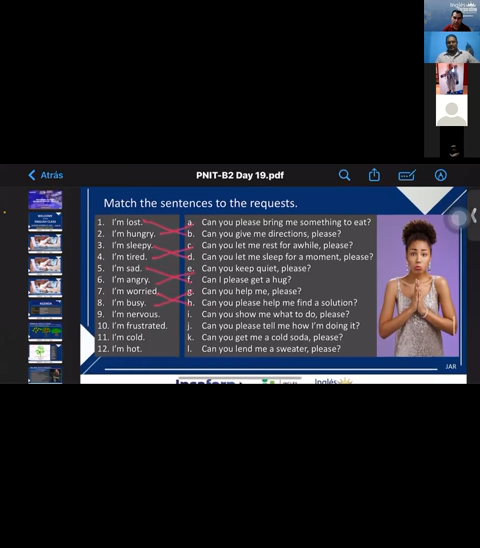 Inglés
Atrás
PNIT-B2 Day 19.pdf
Match the sentences to the requests.
1. I'm lost.
2. I'm hungry.
3. I'm sleepy.
4. I'm tired.
5. I'm sad.
6. I'm angry.
7. I'm worried.
8. I'm busy.
9. I'm nervous.
10. I'm frustrated.
11. I'm cold.
12. I'm hot.
a. Can you please bring me something to eat?
b. Can you give me directions, please?
c. Can you let me rest for awhile, please?
d. Can you let me sleep for a moment, please?
e. Can you keep quiet, please?
f. Can I please get a hug?
g. Can you help me, please?
h. Can you please help me find a solution?
i. Can you show me what to do, please?
j. Can you please tell me how I'm doing it?
k. Can you get me a cold soda, please?
l. Can you lend me a sweater, please?
JAR
AGENDA
Inglés